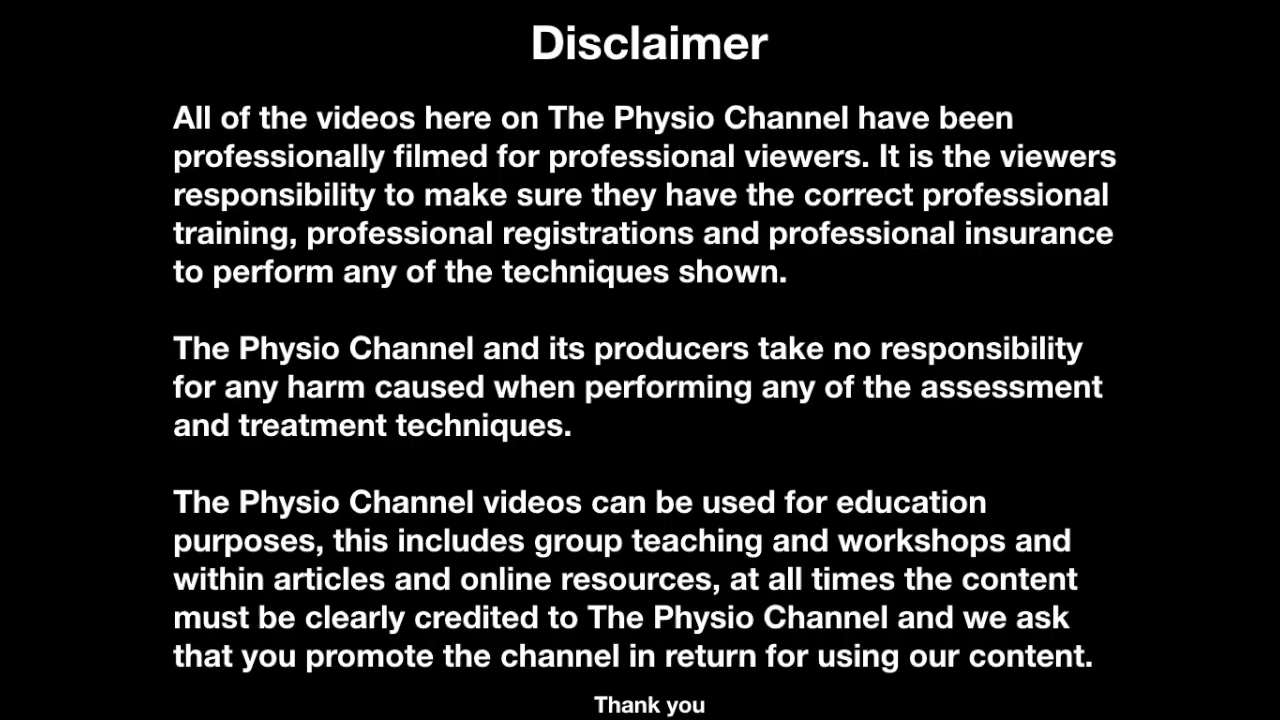 Disclaimer
All of the videos here on The Physio Channel have been
professionally filmed for professional viewers. It is the viewers
responsibility to make sure they have the correct professional
training, professional registrations and professional insurance
to perform any of the techniques shown.
The Physio Channel and its producers take no responsibility
for any harm caused when performing any of the assessment
and treatment techniques.
The Physio Channel videos can be used for education
purposes, this includes group teaching and workshops and
within articles and online resources, at all times the content
must be clearly credited to The Physio Channel and we ask
that you promote the channel in return for using our content.
Thank you